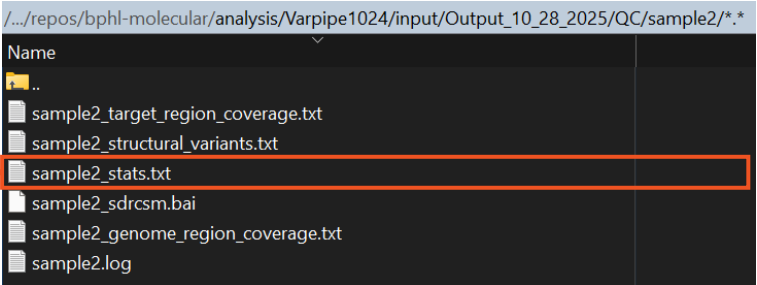 /.../repos/bphl-molecular/analysis/Varpipe1024/input/Output_10_28_2025/QC/sample2/*.*
Name
..
sample2_target_region_coverage.txt
sample2_structural_variants.txt
sample2_stats.txt
sample2_sdrcsm.bai
sample2_genome_region_coverage.txt
sample2.log